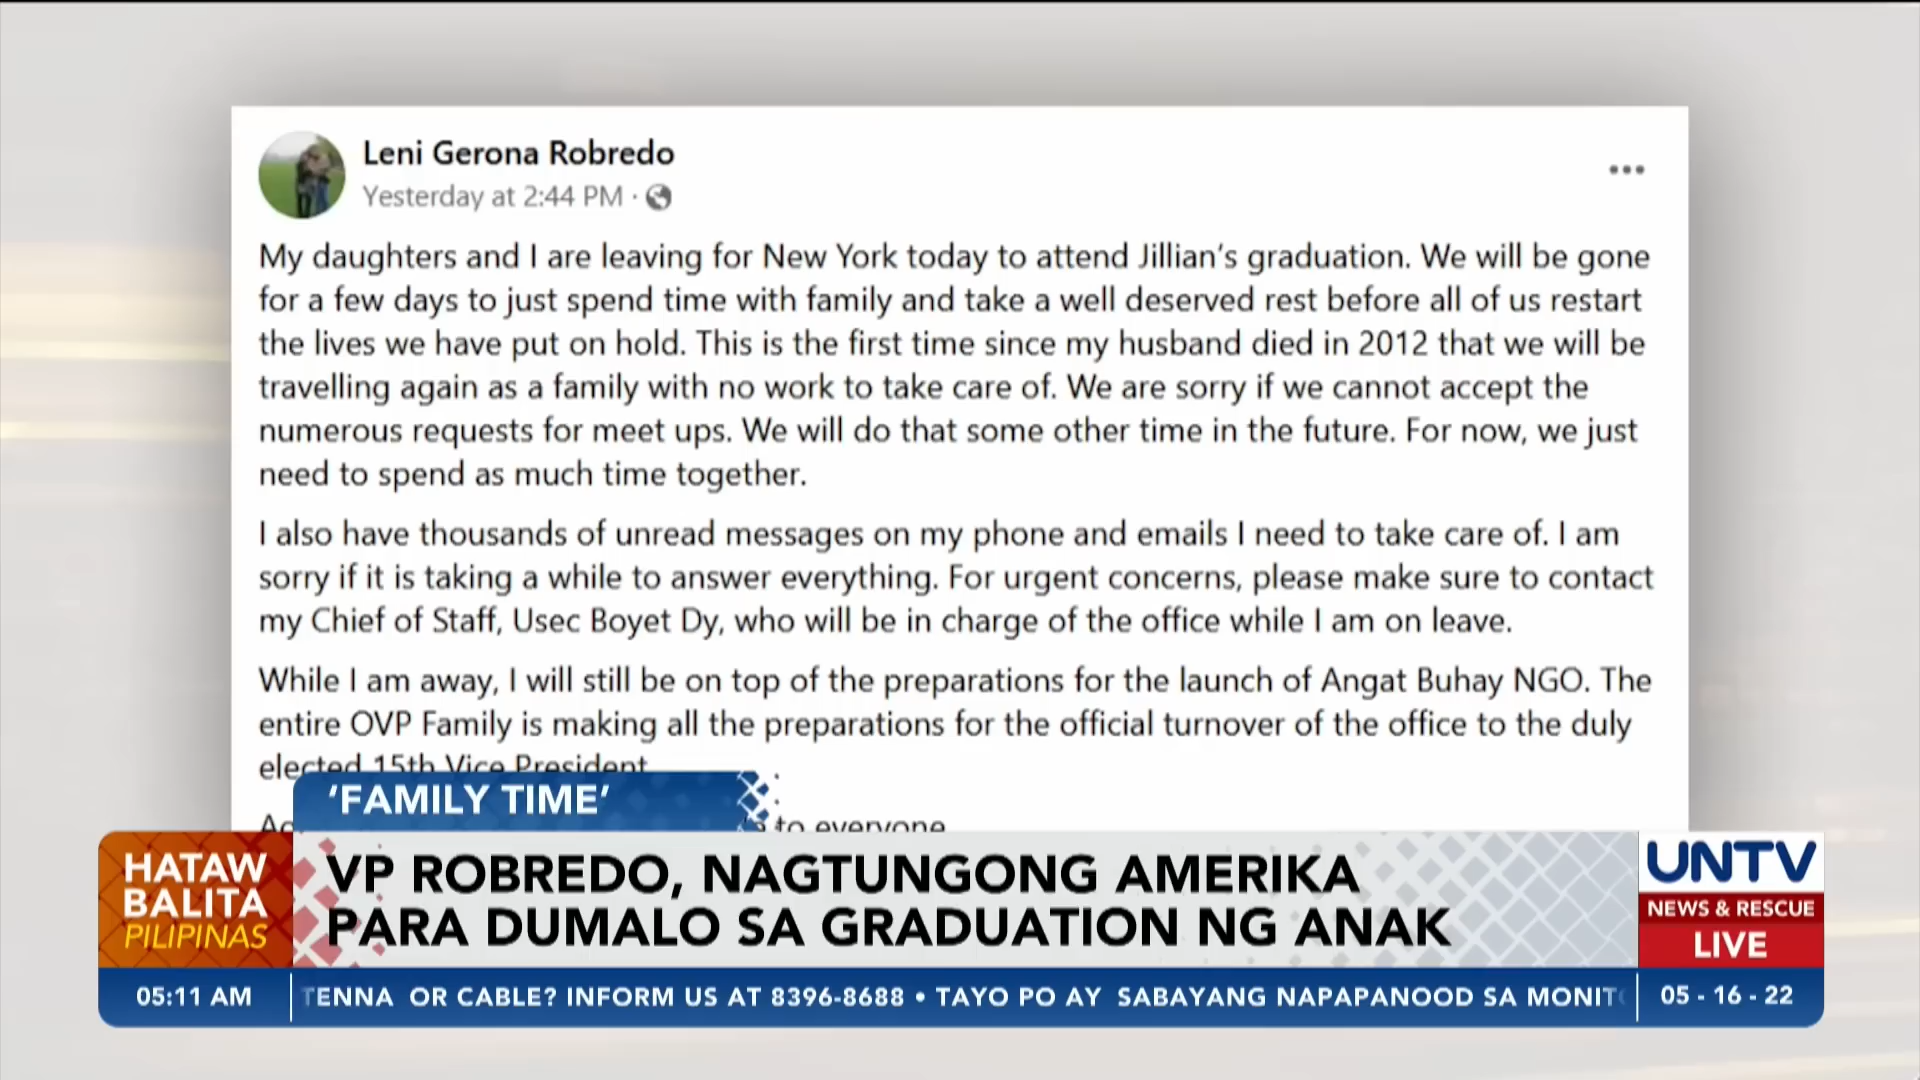 Leni Gerona Robredo
Yesterday at 2:44 PM ·
My daughters and I are leaving for New York today to attend Jillian's graduation. We will be gone
for a few days to just spend time with family and take a well deserved rest before all of us restart
the lives we have put on hold. This is the first time since my husband died in 2012 that we will be
travelling again as a family with no work to take care of. We are sorry if we cannot accept the
numerous requests for meet ups. We will do that some other time in the future. For now, we just
need to spend as much time together.
I also have thousands of unread messages on my phone and emails I need to take care of. I am
sorry if it is taking a while to answer everything. For urgent concerns, please make sure to contact
my Chief of Staff, Usec Boyet Dy, who will be in charge of the office while I am on leave.
While I am away, I will still be on top of the preparations for the launch of Angat Buhay NGO. The
entire OVP Family is making all the preparations for the official turnover of the office to the duly
elected 15th Vice President
to everyone
'FAMILY TIME'
HATAW
BALITA
PILIPINAS
VP ROBREDO, NAGTUNGONG AMERIKA
PARA DUMALO SA GRADUATION NG ANAK
UNTV
NEWS & RESCUE
LIVE
05:11 AM
TENNA OR CABLE? INFORM US AT 8396-8688 • TAYO PO AY SABAYANG NAPAPANOOD SA MONIT
05 - 16 - 22